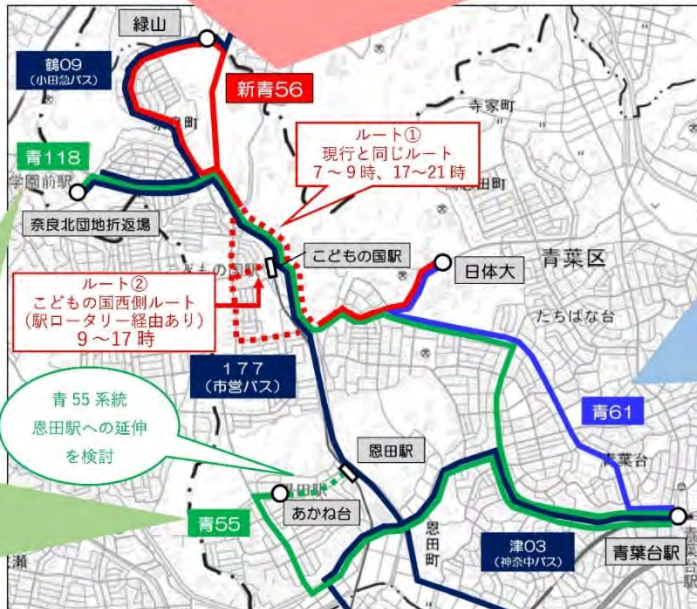 緑山
鶴09
(小田急バス)
新青56
奈良町
寺家町
ルート①
現行と同じルート
7～9時、17～21時
青118
学園前駅
奈良北団地折返場
こどもの国駅
日体大
青葉区
ルート②
こどもの国西側ルート
(駅ロータリー経由あり)
9～17時
たちばな台
177
(市営バス)
青61
青55系統
恩田駅への延伸
を検討
恩田駅
青葉台
あかね台
青55
恩田町
津03
(神奈中バス)
青葉台駅